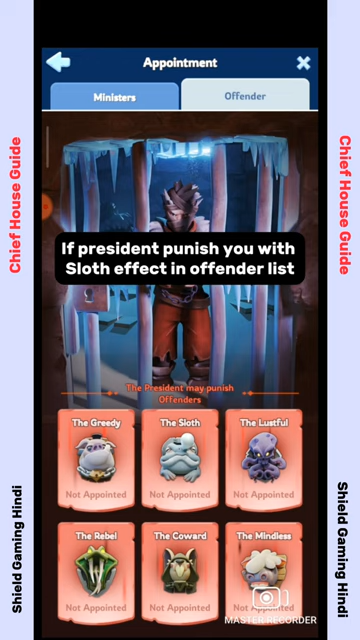 Appointment
Ministers
Offender
Chief House Guide
Chief House Guide
If president punish you with
Sloth effect in offender list
The President may punish
Offenders
The Greedy
The Sloth
The Lustful
Not Appointed
Not Appointed
Not Appointed
The Rebel
The Coward
The Mindless
Not Appointed
Not Appointed
Not Appointed
Shield Gaming Hindi
Shield Gaming Hindi
MASTER RECORDER